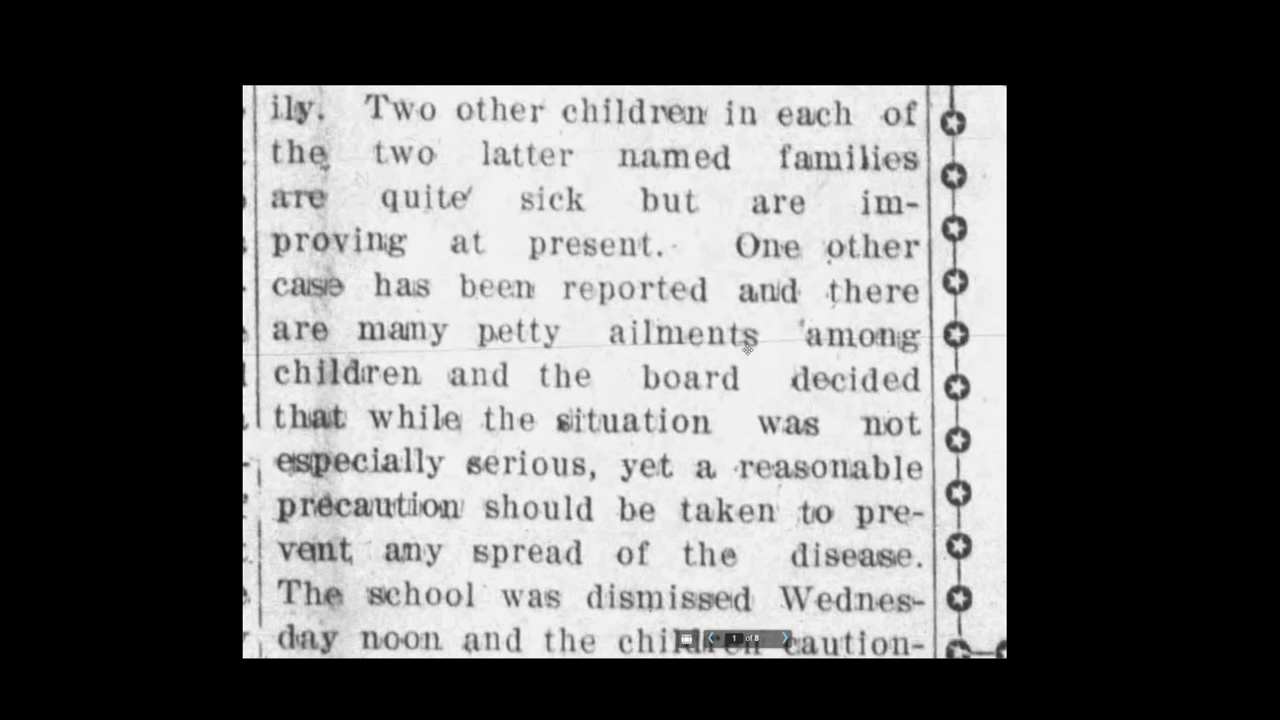 ily. Two other children in each of
the two latter named families
are quite sick but are im-
proving at present. One other
case has been reported and there
are many petty ailments among
children and the board decided
that while the situation was not
especially serious, yet a reasonable
precaution should be taken to pre-
vent any spread of the disease.
The school was dismissed Wednes-
day noon and the children caution-
1 of 8